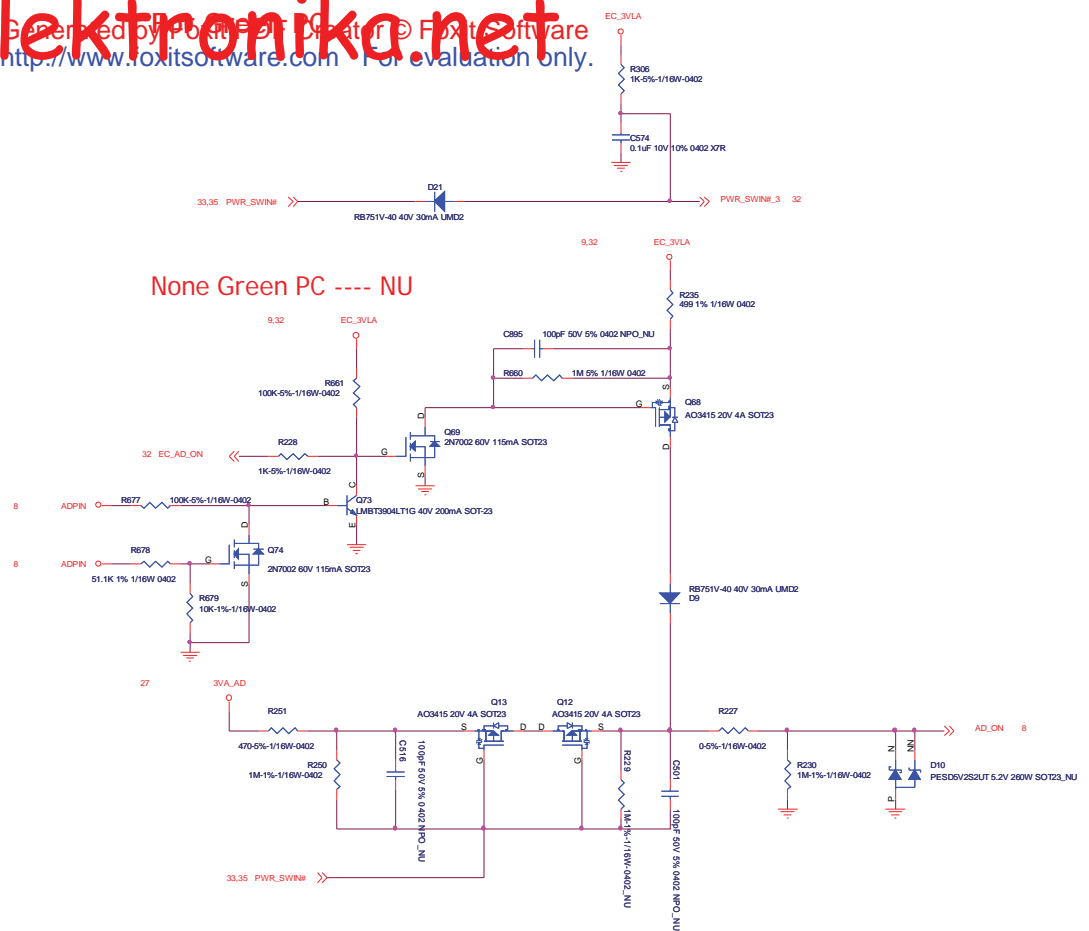 lektronika.net
Generated by Foxit PDF Creator © Foxit Software
http://www.foxitsoftware.com For evaluation only.
EC_3VLA
R306
1K-5%-1/16W-0402
C574
0.1uF 10V 10% 0402 X7R
D21
33,35 PWR_SWIN#
PWR_SWIN#_3 32
RB751V-40 40V 30mA UMD2
9,32 EC_3VLA
None Green PC ---- NU
R235
499 1% 1/16W 0402
9,32 EC_3VLA
C895 100pF 50V 5% 0402 NPO_NU
R660 1M 5% 1/16W 0402
R661
100K-5%-1/16W-0402
S
G
Q68
AO3415 20V 4A SOT23
D
D
Q69
2N7002 60V 115mA SOT23
G
S
R228
32 EC_AD_ON
1K-5%-1/16W-0402
C
8 ADPIN R677 100K-5%-1/16W-0402
B
Q73
LMBT3904LT1G 40V 200mA SOT-23
E
D
R678
Q74
8 ADPIN
G
2N7002 60V 115mA SOT23
51.1K 1% 1/16W 0402
S
R679
10K-1%-1/16W-0402
RB751V-40 40V 30mA UMD2
D9
27 3VA_AD
R251
470-5%-1/16W-0402
Q13
AO3415 20V 4A SOT23
S
D
G
Q12
AO3415 20V 4A SOT23
D
S
G
R227
0-5%-1/16W-0402
AD_ON 8
R250
1M-1%-1/16W-0402
C516
100pF 50V 5% 0402 NPO_NU
R229
1M-1%-1/16W-0402_NU
C501
100pF 50V 5% 0402 NPO_NU
R230
1M-1%-1/16W-0402
N
NN
P
D10
PESD5V2S2UT 5.2V 260W SOT23_NU
33,35 PWR_SWIN#